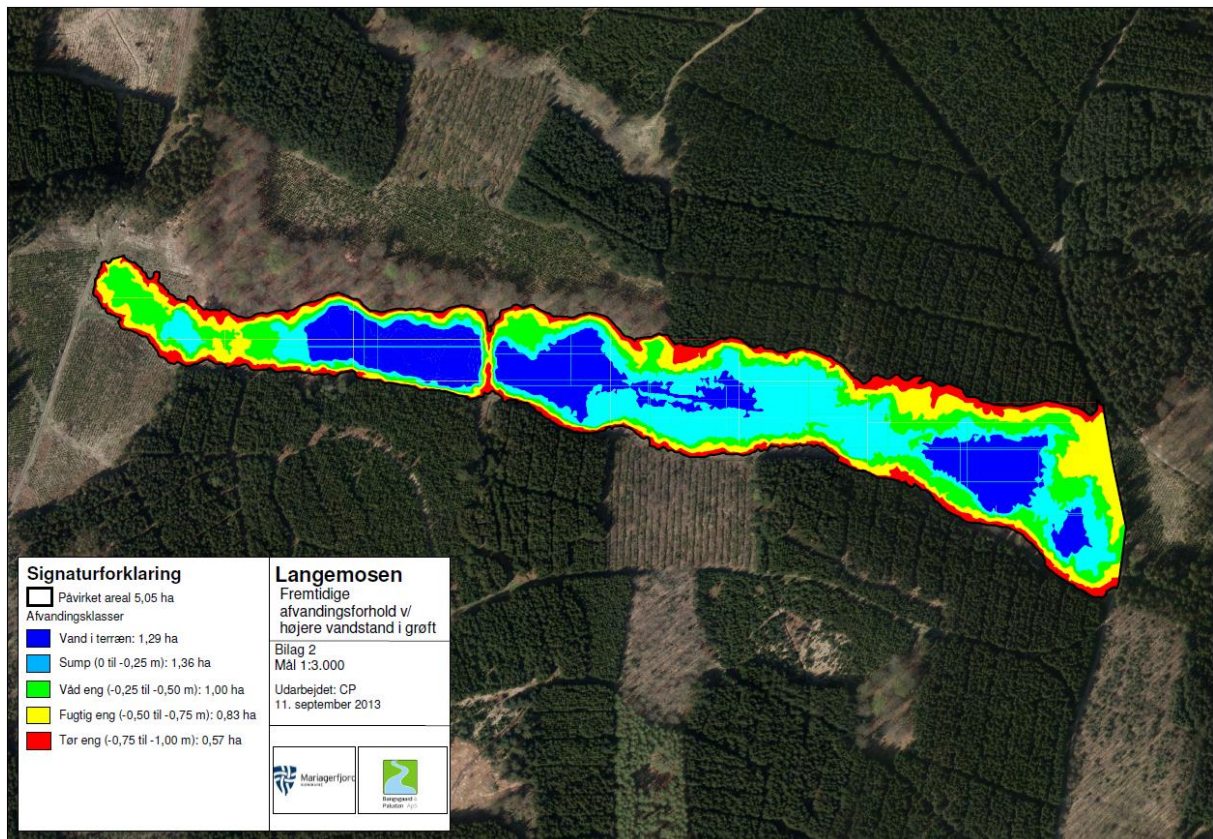 Signaturforklaring
Påvirket areal 5,05 ha
Afvandingsklasser
Vand i terræn: 1,29 ha
Sump (0 til -0,25 m): 1,36 ha
Våd eng (-0,25 til -0,50 m): 1,00 ha
Fugtig eng (-0,50 til -0,75 m): 0,83 ha
Tør eng (-0,75 til -1,00 m): 0,57 ha
Langemosen
Fremtidige
afvandingsforhold v/
højere vandstand i grøft
Bilag 2
Mål 1:3.000
Udarbejdet: CP
11. september 2013
Mariagerfjord
Bangsgaard &
Paludan ApS